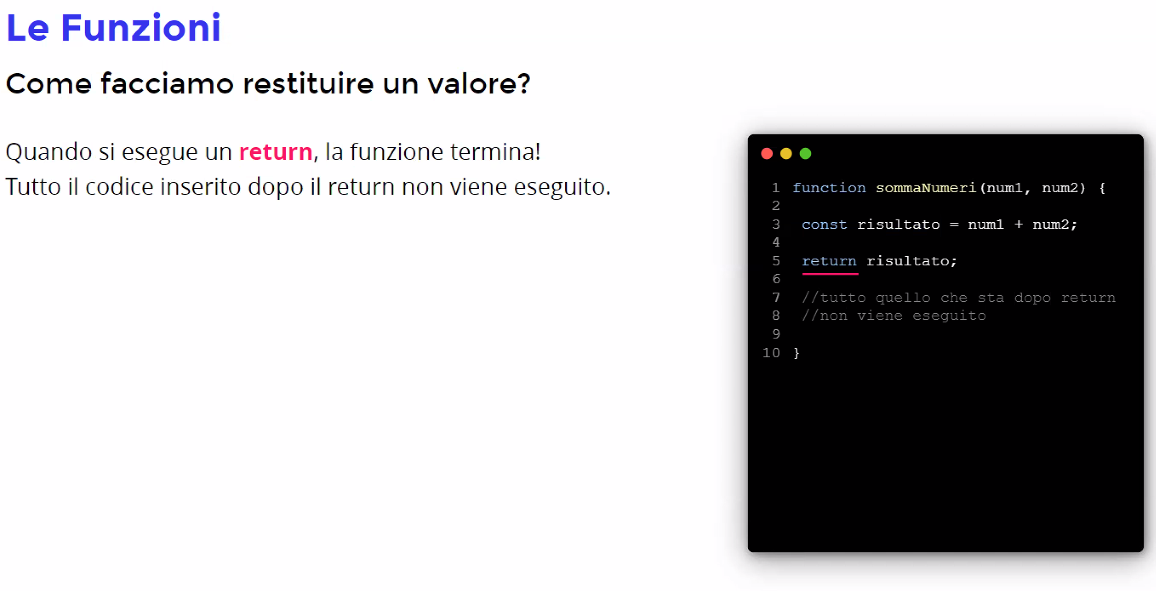 Le Funzioni
Come facciamo restituire un valore?
Quando si esegue un return, la funzione termina!
Tutto il codice inserito dopo il return non viene eseguito.
1 function sommaNumeri(num1, num2) {
2
3 const risultato = num1 + num2;
4
5 return risultato;
6
7 //tutto quello che sta dopo return
8 //non viene eseguito
9
10 }